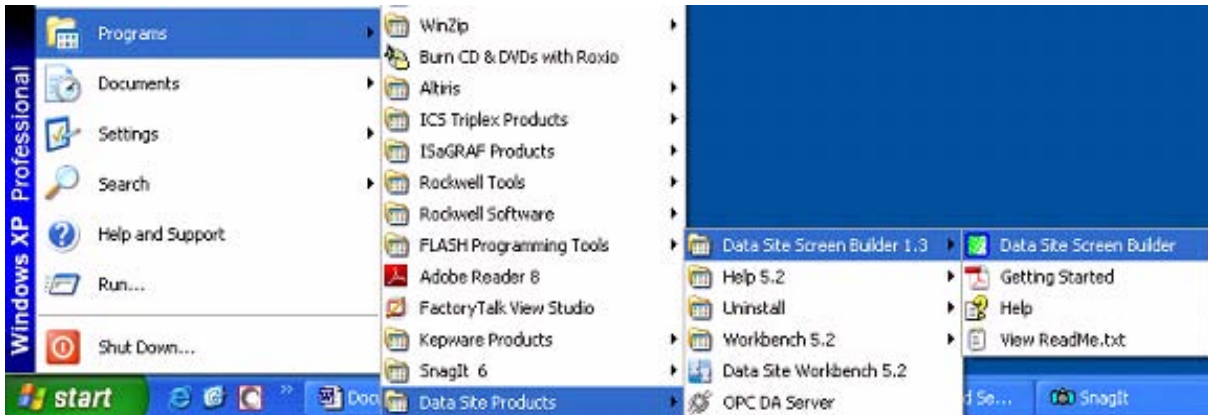 Windows XP Professional
Programs
Documents
Settings
Search
Help and Support
Run...
Shut Down...
WinZip
Burn CD & DVDs with Roxio
Altiris
ICS Triplex Products
ISaGRAF Products
Rockwell Tools
Rockwell Software
FLASH Programming Tools
Adobe Reader 8
FactoryTalk View Studio
Kepware Products
SnagIt 6
Data Site Products
Data Site Screen Builder 1.3
Help 5.2
Uninstall
Workbench 5.2
Data Site Workbench 5.2
OPC DA Server
Data Site Screen Builder
Getting Started
Help
View ReadMe.txt
start
SnagIt